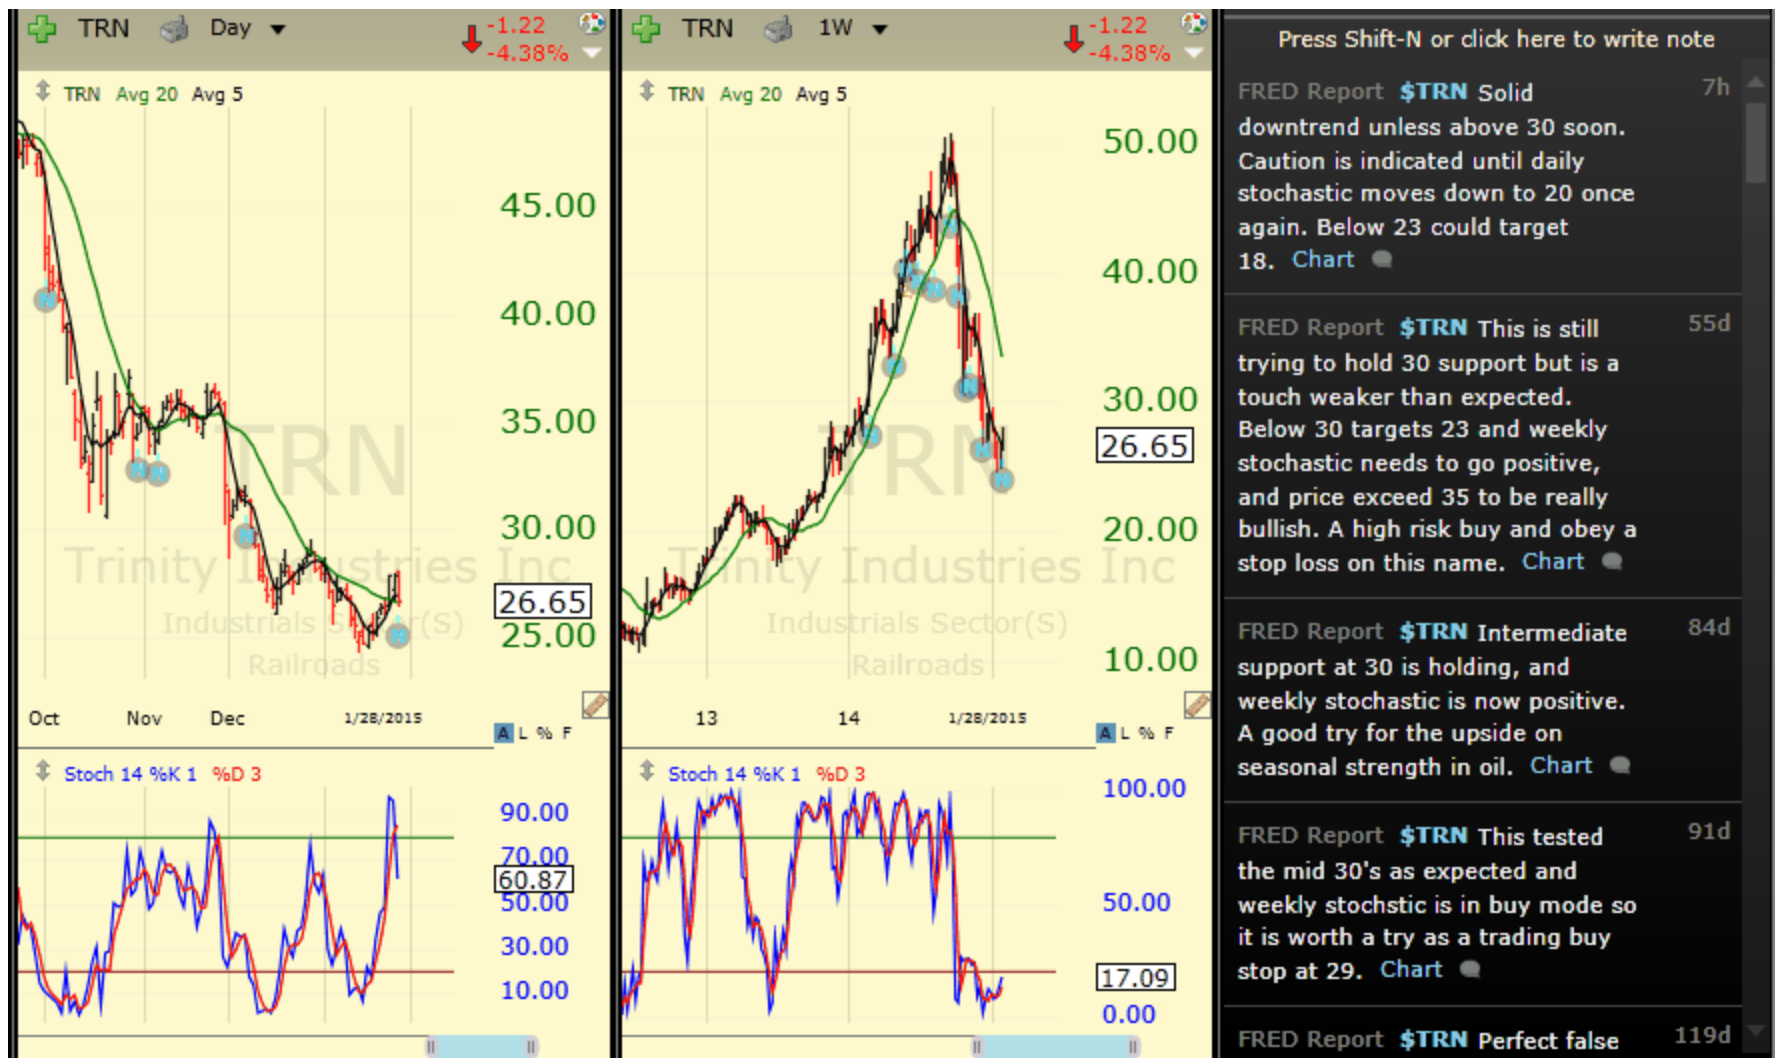 TRN Day -1.22
-4.38%
TRN Avg 20 Avg 5
45.00
40.00
35.00
TRN
30.00
Trinity Industries Inc
26.65
Industrials Sector(S)
25.00
Railroads
Oct Nov Dec 1/28/2015
A L % F
Stoch 14 %K 1 %D 3
90.00
70.00
60.87
50.00
30.00
10.00
TRN 1W -1.22
-4.38%
TRN Avg 20 Avg 5
50.00
40.00
30.00
26.65
TRN
20.00
Trinity Industries Inc
Industrials Sector(S)
Railroads
10.00
13 14 1/28/2015
A L % F
Stoch 14 %K 1 %D 3
100.00
50.00
17.09
0.00
Press Shift-N or click here to write note
FRED Report $TRN Solid 7h
downtrend unless above 30 soon.
Caution is indicated until daily
stochastic moves down to 20 once
again. Below 23 could target
18. Chart
FRED Report $TRN This is still 55d
trying to hold 30 support but is a
touch weaker than expected.
Below 30 targets 23 and weekly
stochastic needs to go positive,
and price exceed 35 to be really
bullish. A high risk buy and obey a
stop loss on this name. Chart
FRED Report $TRN Intermediate 84d
support at 30 is holding, and
weekly stochastic is now positive.
A good try for the upside on
seasonal strength in oil. Chart
FRED Report $TRN This tested 91d
the mid 30's as expected and
weekly stochstic is in buy mode so
it is worth a try as a trading buy
stop at 29. Chart
FRED Report $TRN Perfect false 119d